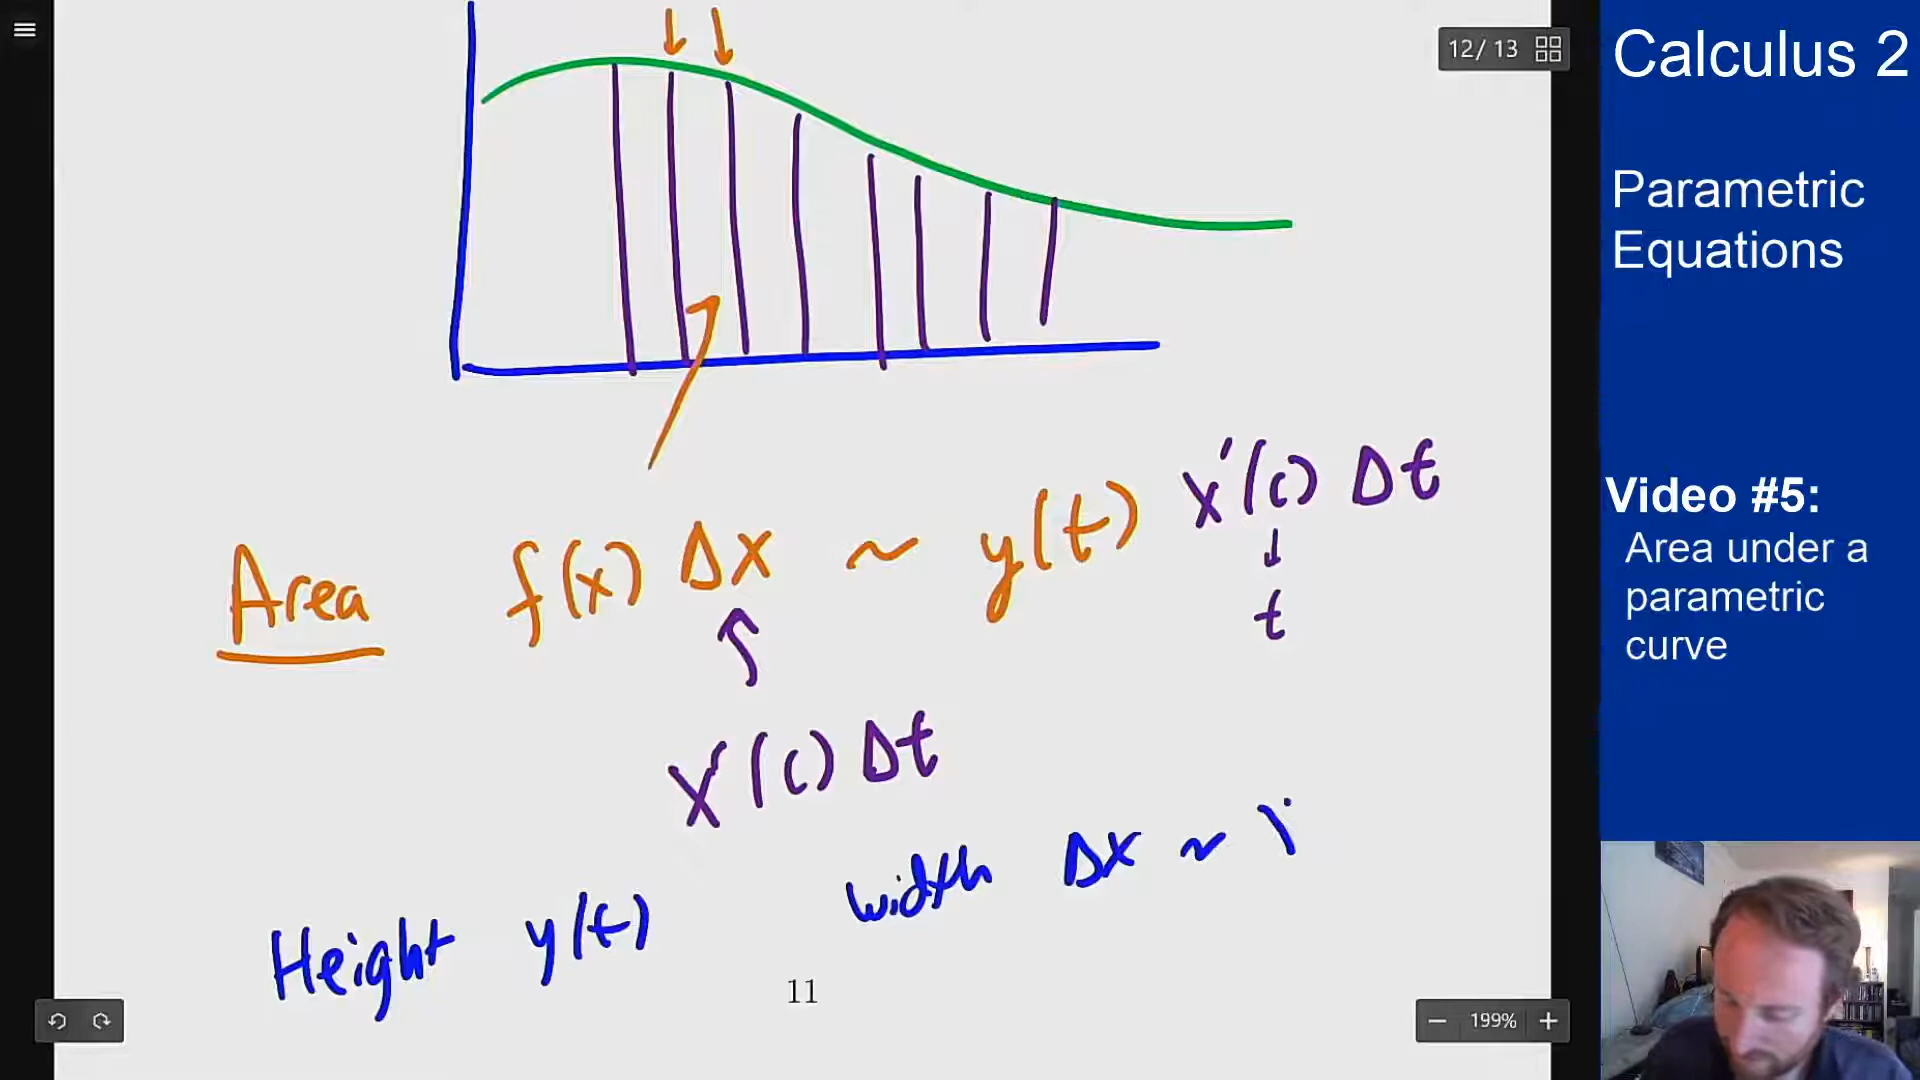 12/ 13
Calculus 2
Parametric
Equations
Video #5:
Area under a
parametric
curve
Area f(x) Δx ~ y(t) x'(c) Δt
↓
t
x'(c) Δt
Height y(t) width Δx ~
11
199%